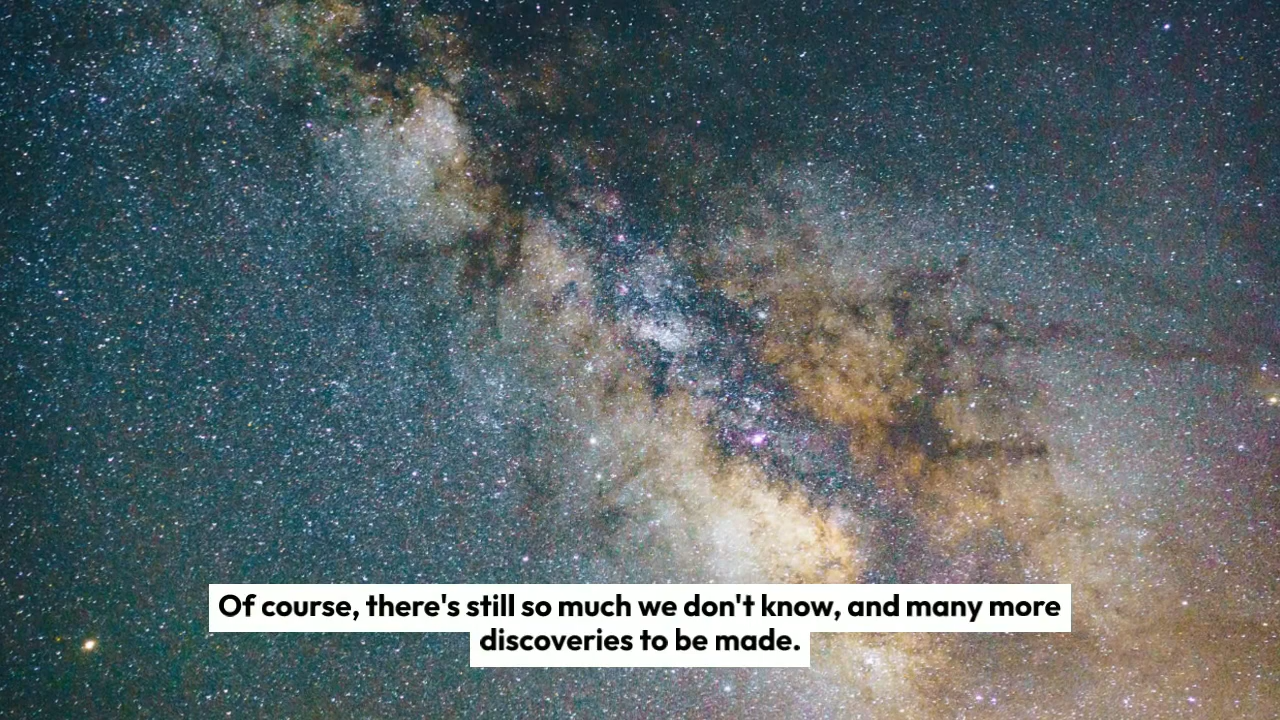 Of course, there's still so much we don't know, and many more
discoveries to be made.